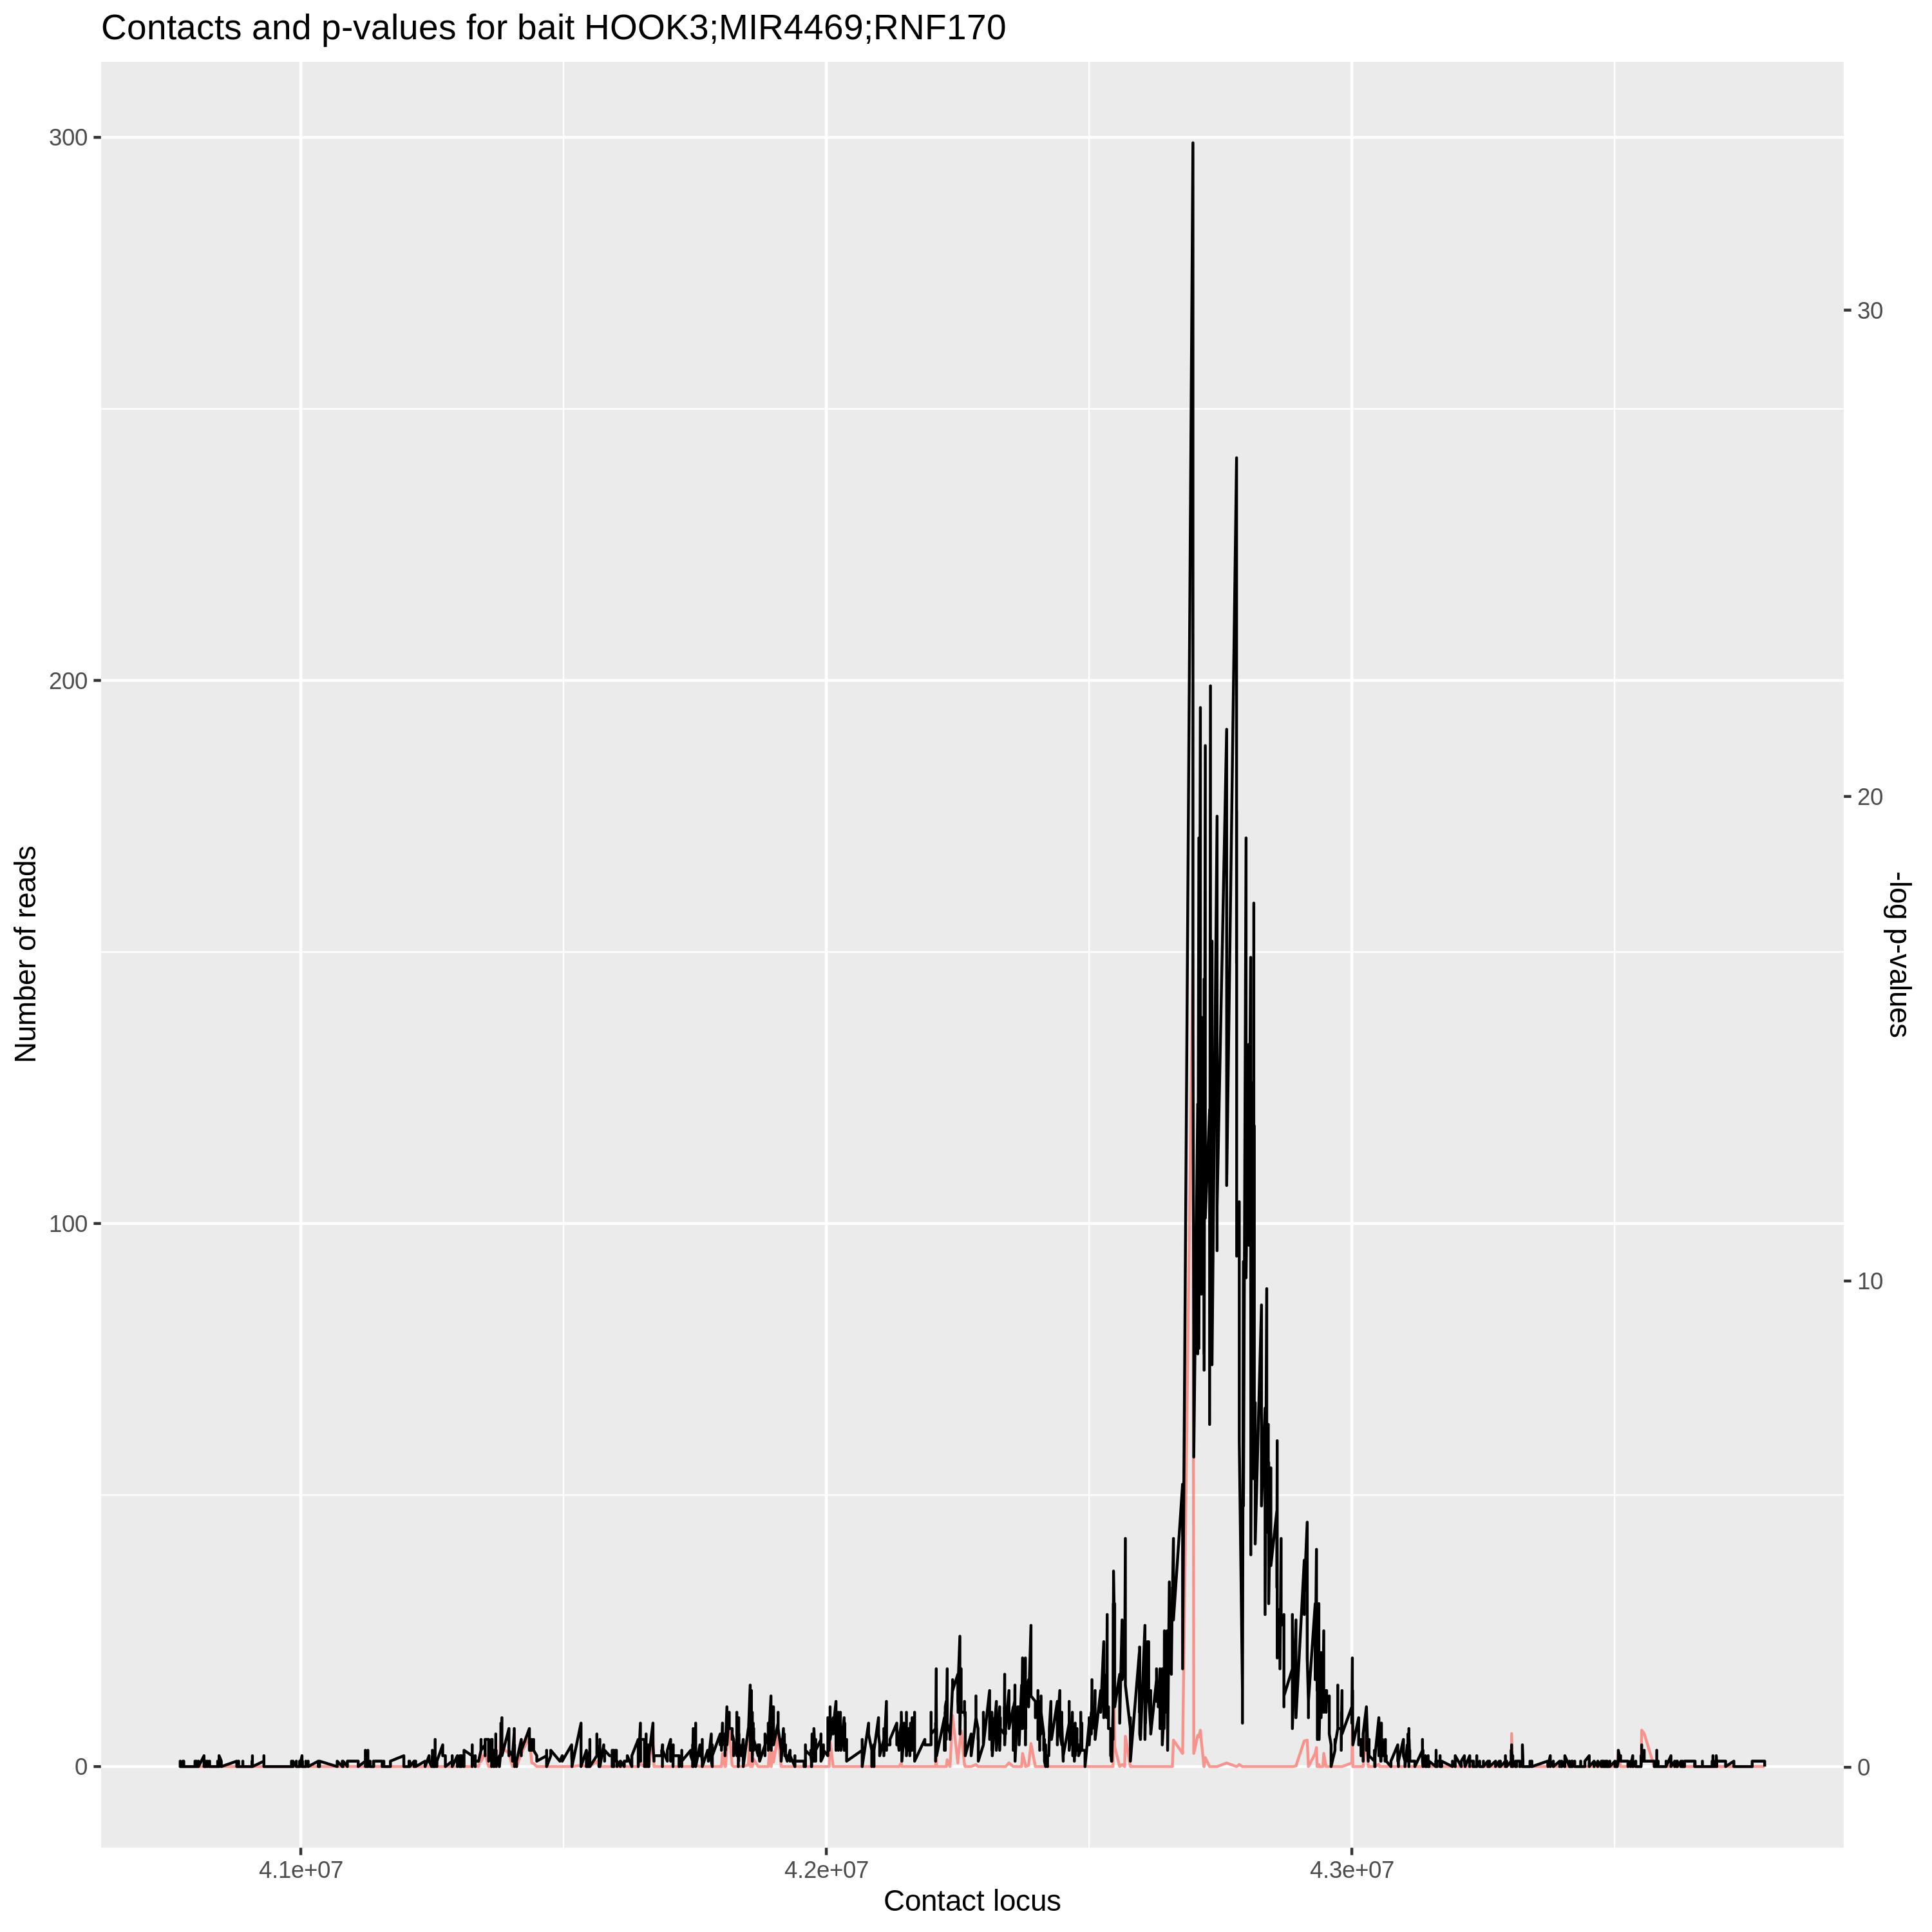 Contacts and p-values for bait HOOK3;MIR4469;RNF170
300
200
100
0
Number of reads
30
20
10
0
-log p-values
4.1e+07 4.2e+07 4.3e+07
Contact locus